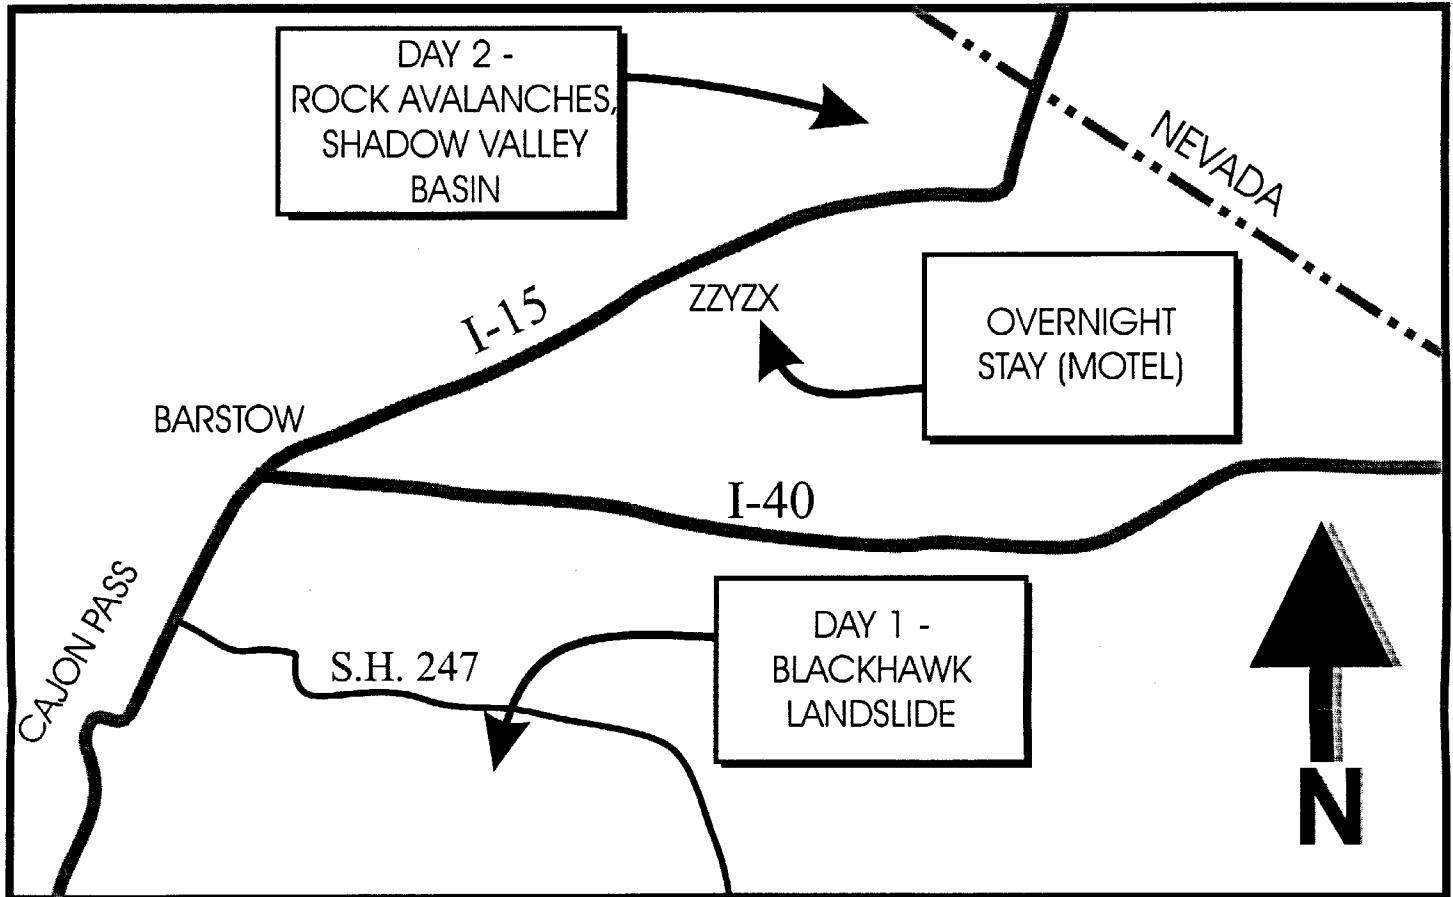 DAY 2 -
ROCK AVALANCHES,
SHADOW VALLEY
BASIN
NEVADA
ZZYZX
I-15
OVERNIGHT
STAY (MOTEL)
BARSTOW
I-40
CAJON PASS
S.H. 247
DAY 1 -
BLACKHAWK
LANDSLIDE
N